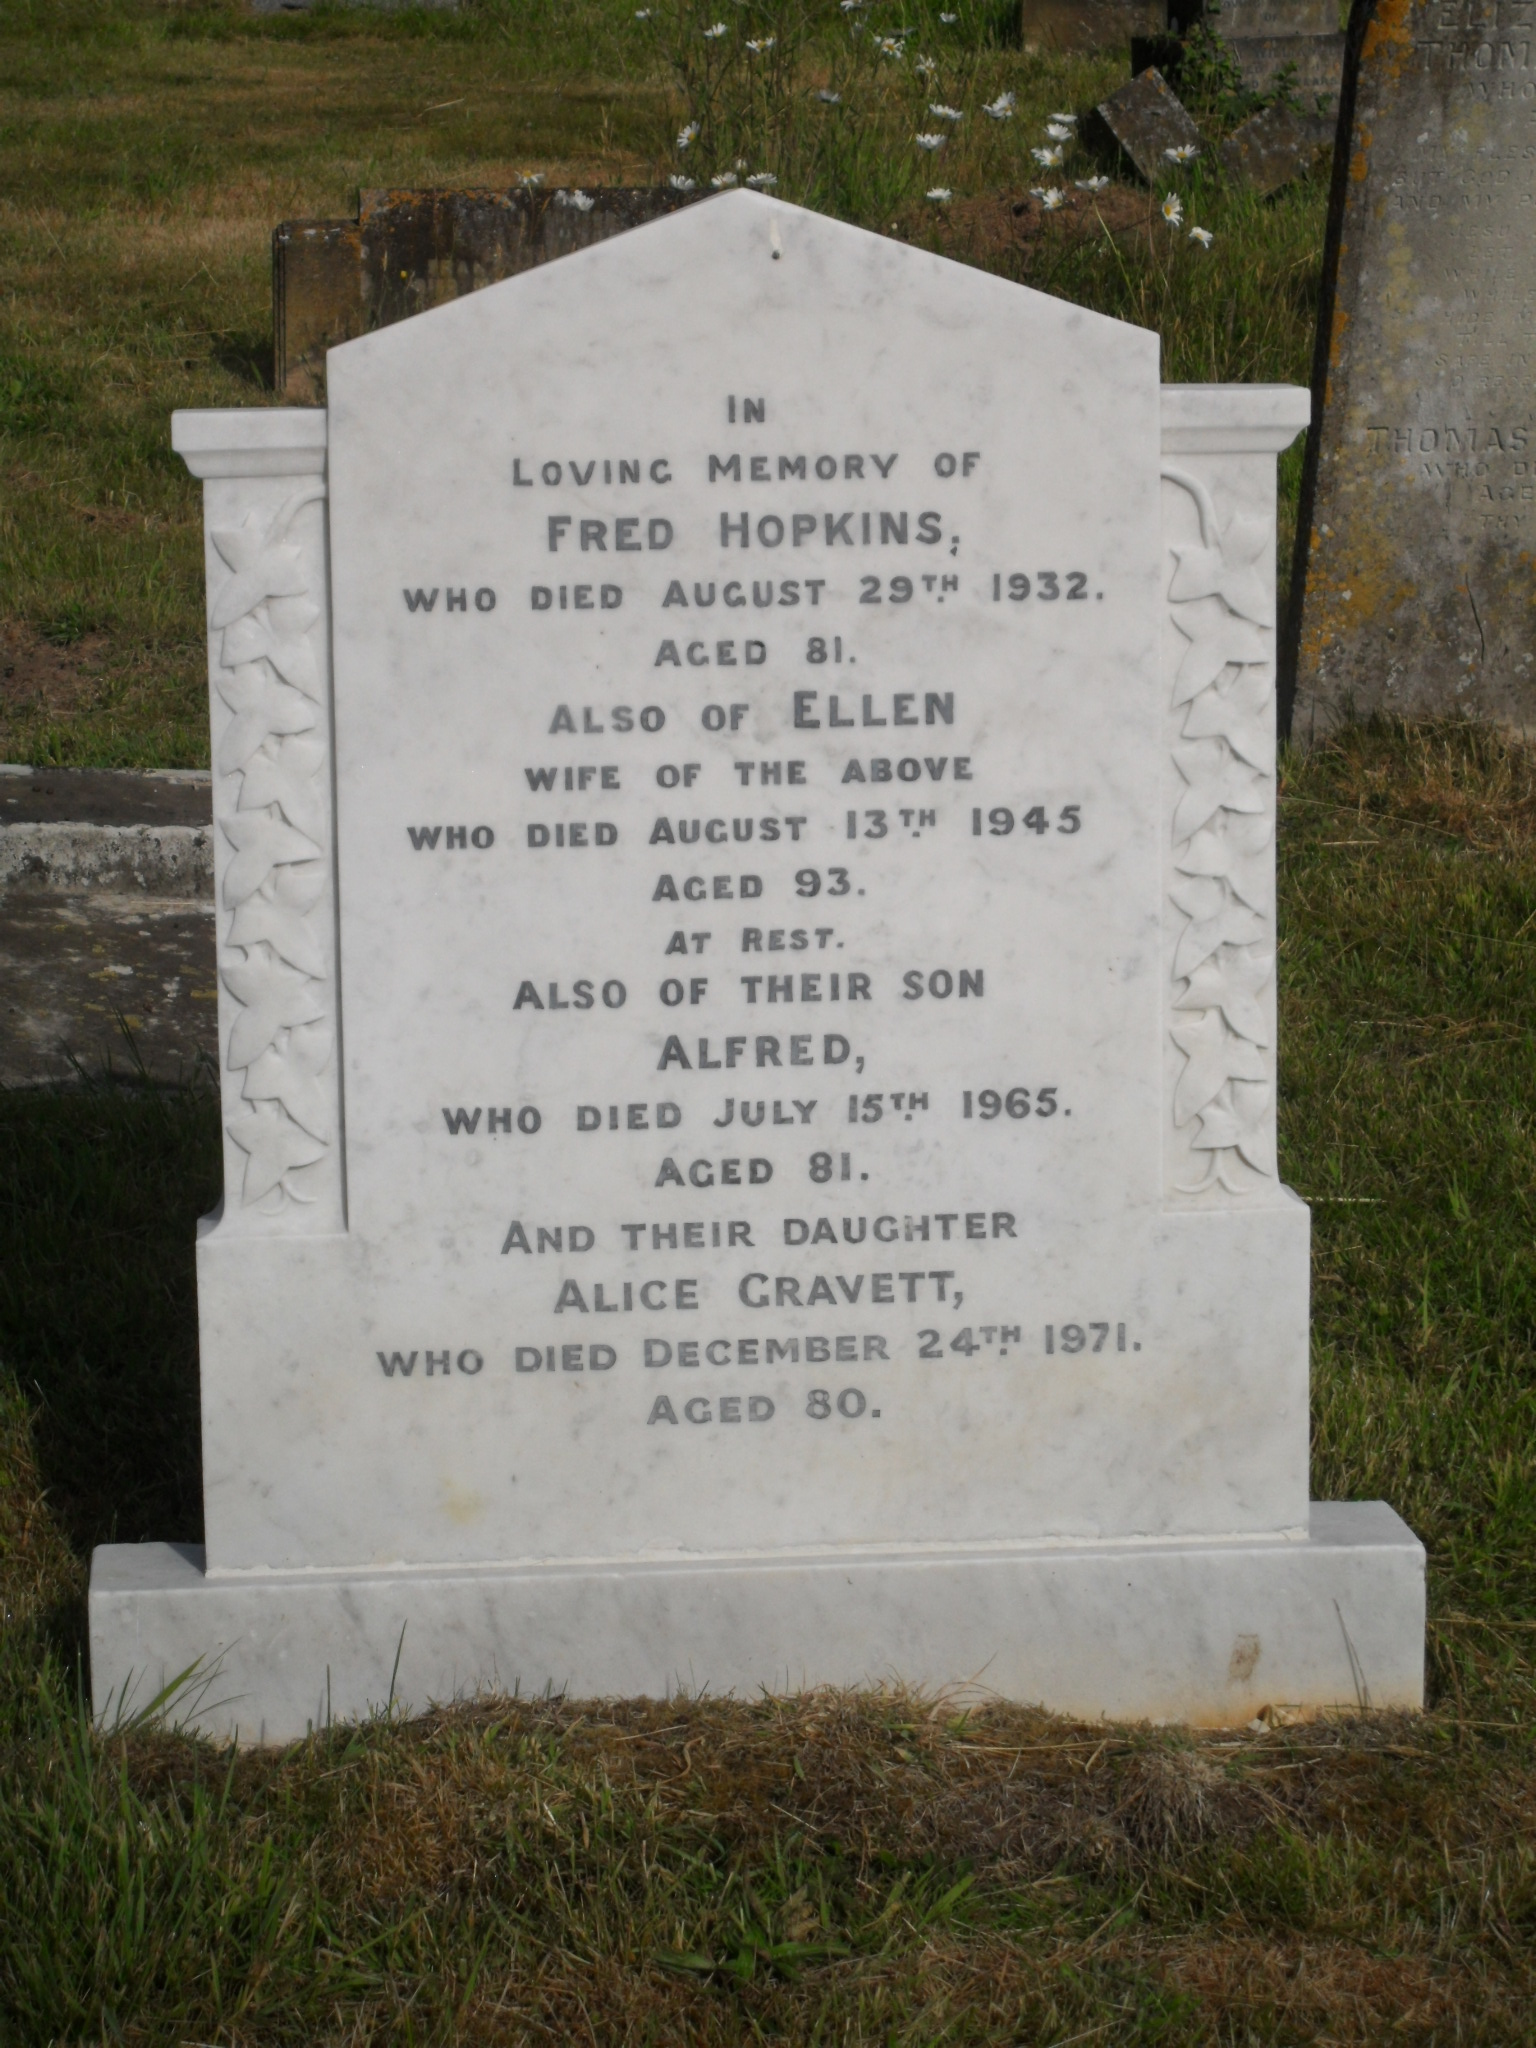 IN
LOVING MEMORY OF
FRED HOPKINS,
WHO DIED AUGUST 29TH 1932.
AGED 81.
ALSO OF ELLEN
WIFE OF THE ABOVE
WHO DIED AUGUST 13TH 1945
AGED 93.
AT REST.
ALSO OF THEIR SON
ALFRED,
WHO DIED JULY 15TH 1965.
AGED 81.
AND THEIR DAUGHTER
ALICE GRAVETT,
WHO DIED DECEMBER 24TH 1971.
AGED 80.
THOMAS